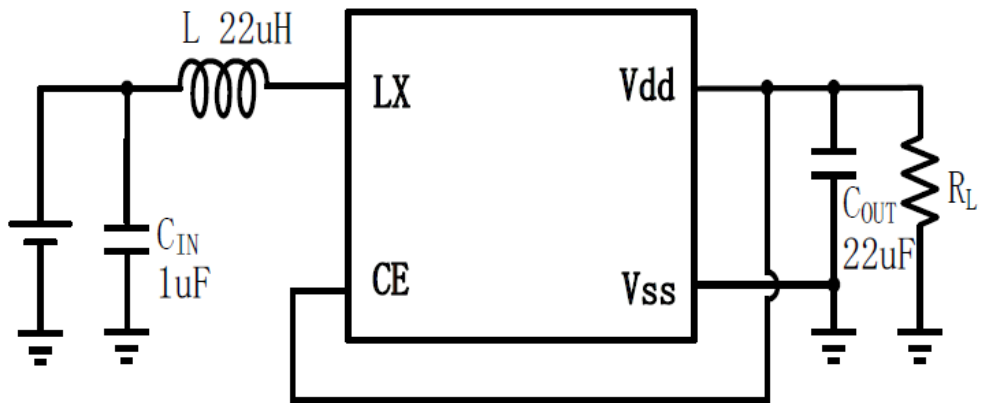 L 22uH
LX
Vdd
CIN
1uF
CE
Vss
COUT
22uF
RL